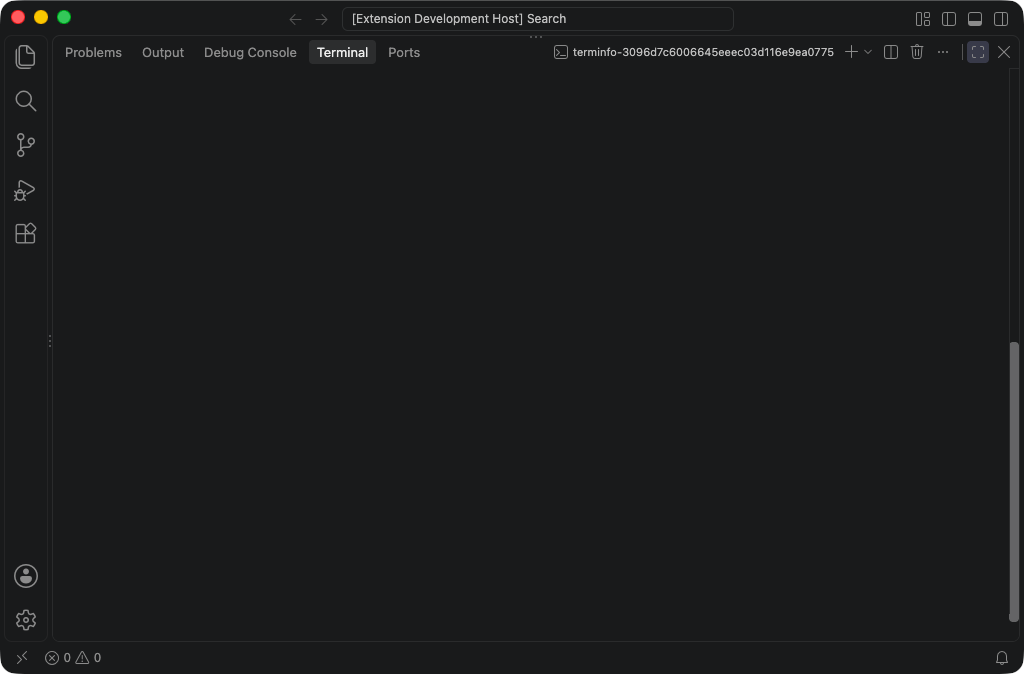 [Extension Development Host] Search
Problems Output Debug Console Terminal Ports
terminfo-3096d7c6006645eeec03d116e9ea0775
0 0